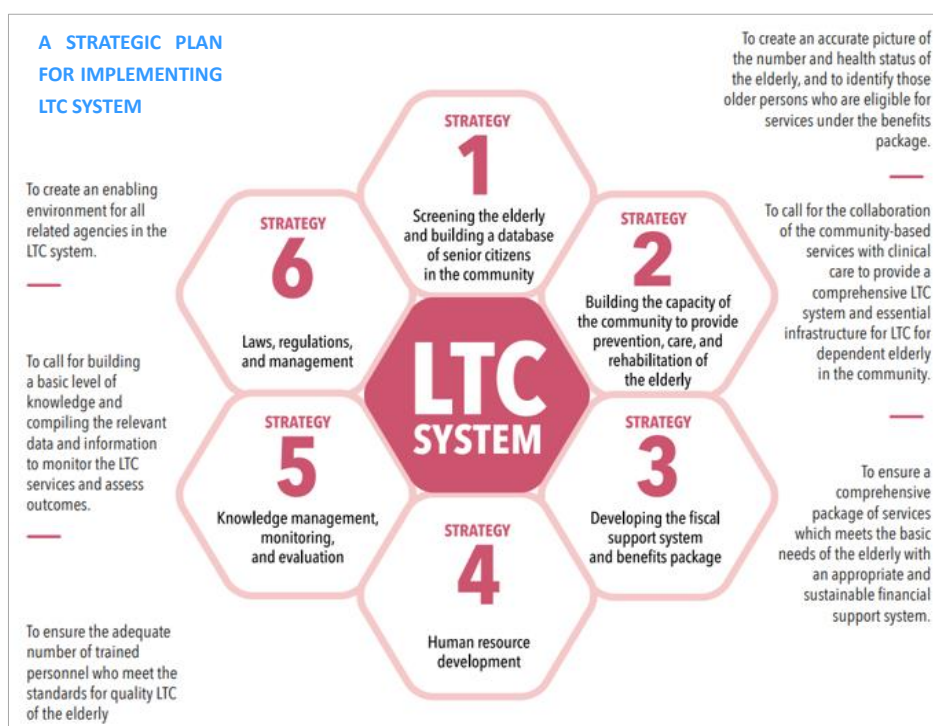 A STRATEGIC PLAN
FOR IMPLEMENTING
LTC SYSTEM
To create an accurate picture of
the number and health status of
the elderly, and to identify those
older persons who are eligible for
services under the benefits
package.
STRATEGY
1
Screening the elderly
and building a database
of senior citizens
in the community
To create an enabling
environment for all
related agencies in the
LTC system.
STRATEGY
6
Laws, regulations,
and management
STRATEGY
2
Building the capacity of
the community to provide
prevention, care, and
rehabilitation of
the elderly
To call for the collaboration
of the community-based
services with clinical
care to provide a
comprehensive LTC
system and essential
infrastructure for LTC for
dependent elderly
in the community.
LTC
SYSTEM
To call for building
a basic level of
knowledge and
compiling the relevant
data and information
to monitor the LTC
services and assess
outcomes.
STRATEGY
5
Knowledge management,
monitoring,
and evaluation
STRATEGY
3
Developing the fiscal
support system
and benefits package
To ensure a
comprehensive
package of services
which meets the basic
needs of the elderly with
an appropriate and
sustainable financial
support system.
STRATEGY
4
Human resource
development
To ensure the adequate
number of trained
personnel who meet the
standards for quality LTC
of the elderly